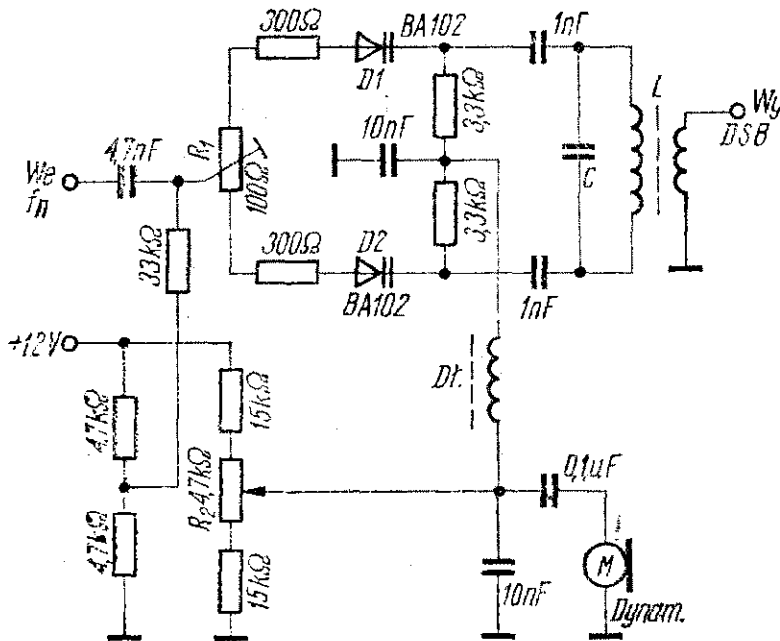 300Ω
BA102
1nF
D1
3,3kΩ
10nF
L
Wy
DSB
4,7nF
R1
100Ω
We
fn
C
3,3kΩ
33kΩ
300Ω
D2
BA102
1nF
+12V
Dł.
15kΩ
4,7kΩ
0,1uF
R2 4,7kΩ
4,7kΩ
15kΩ
10nF
M
Dynam.